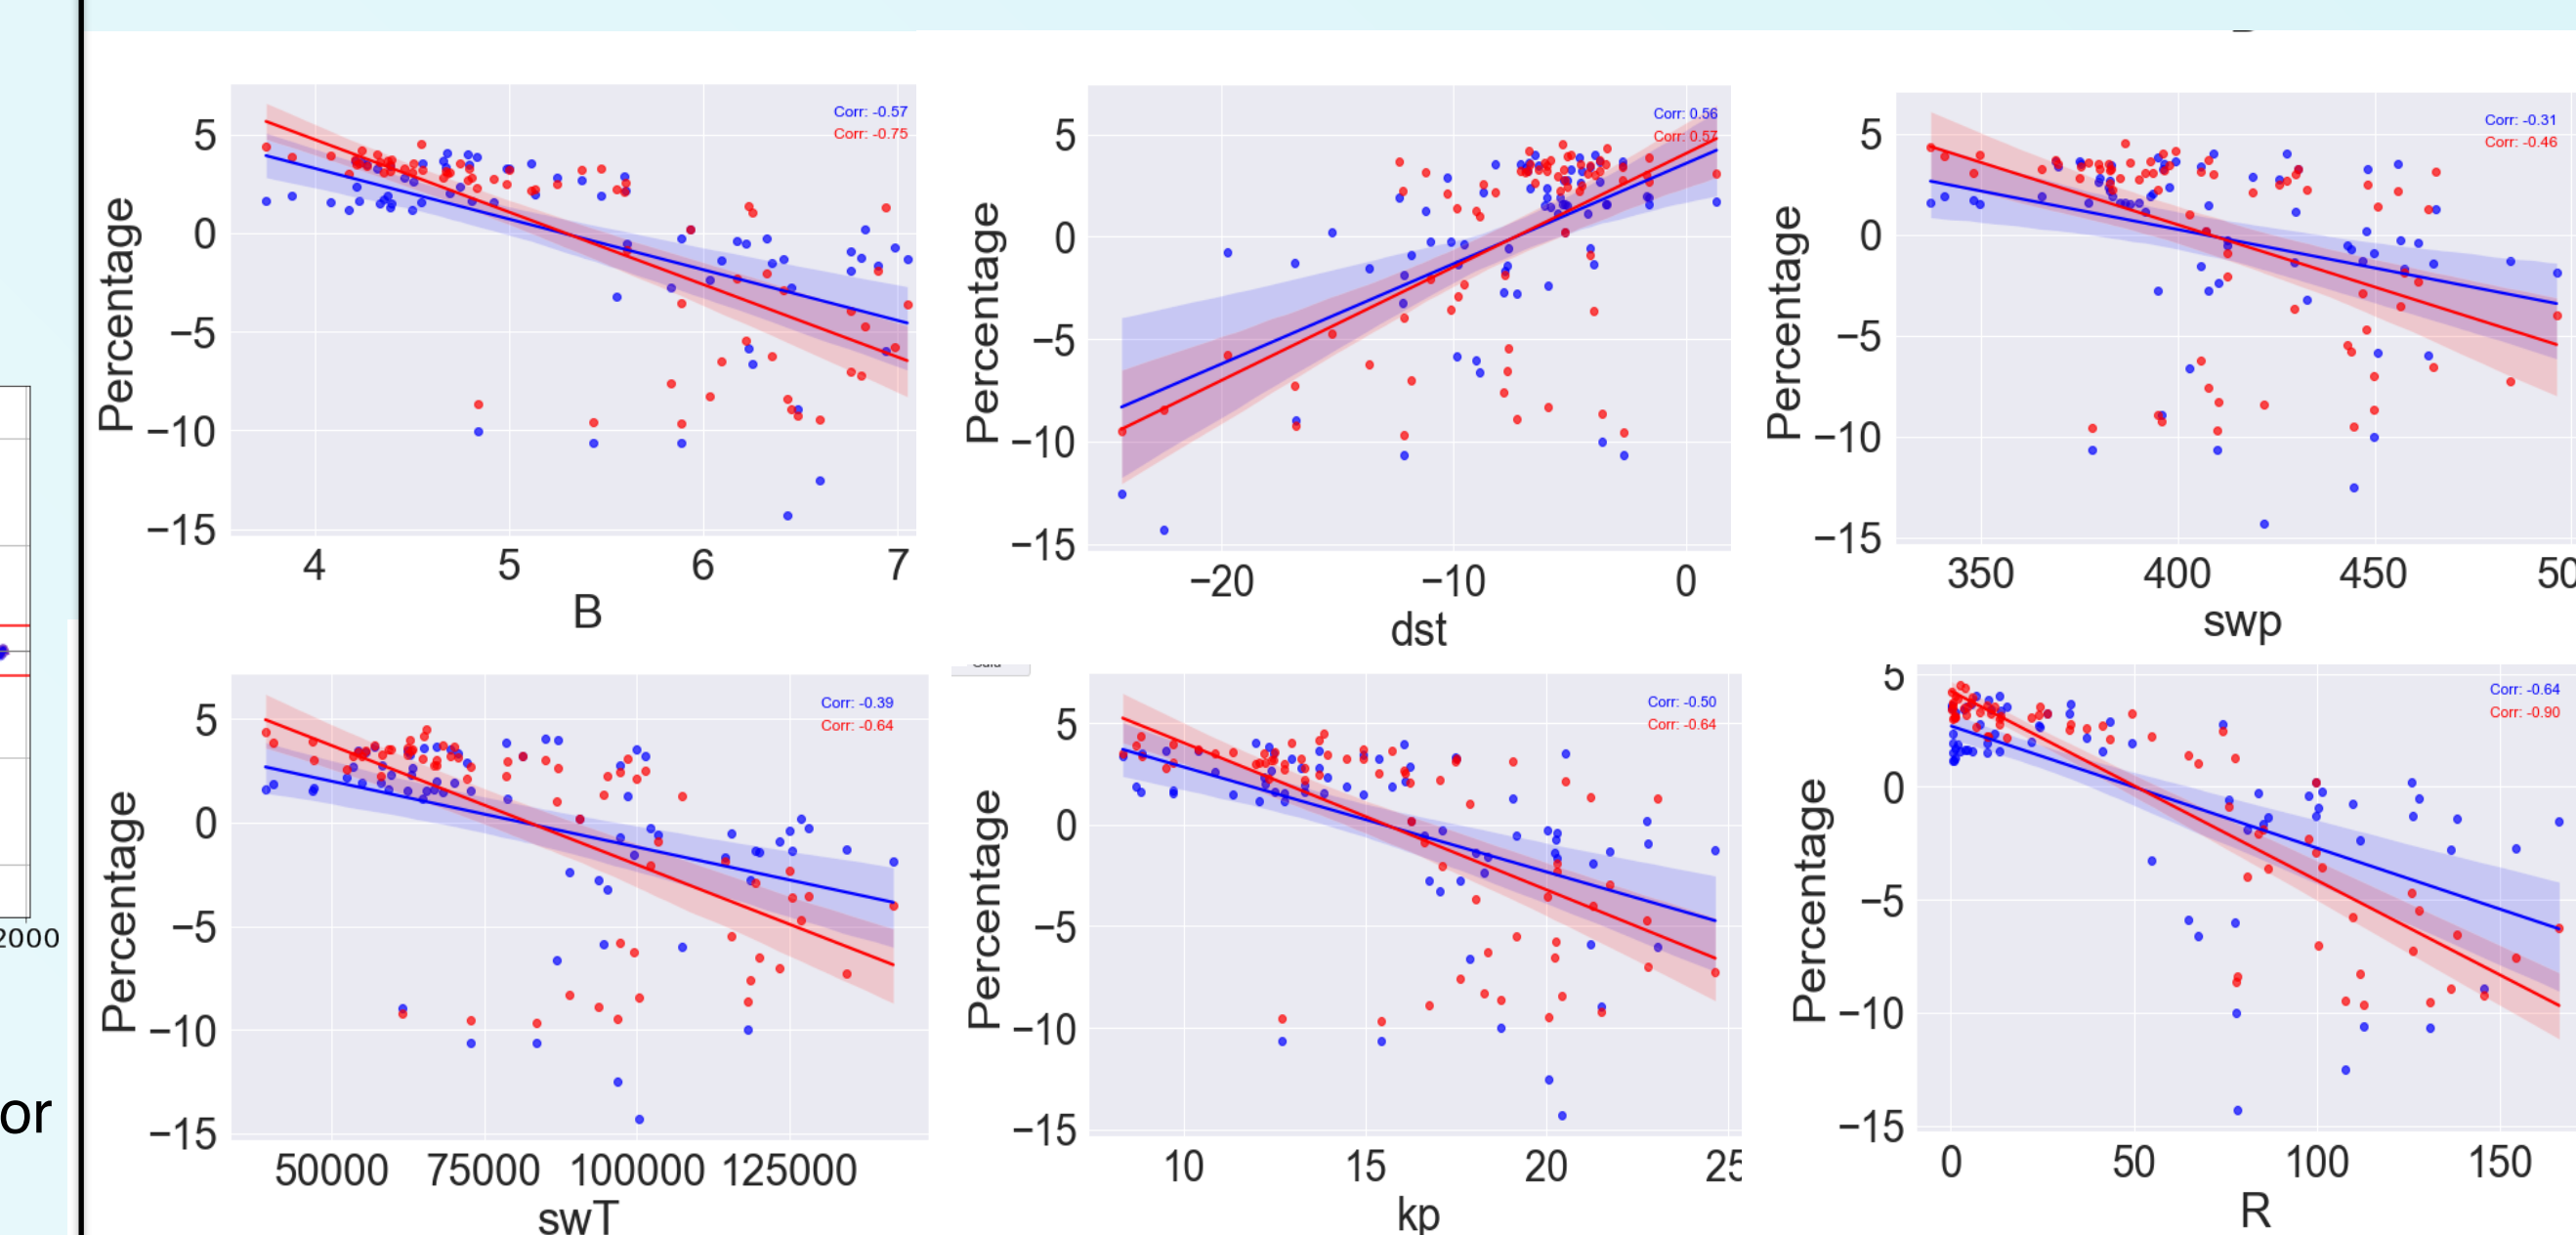 Corr: -0.57
Corr: -0.75
5
0
−5
−10
−15
Percentage
4 5 6 7
B
Corr: 0.56
Corr: 0.57
5
0
−5
−10
−15
Percentage
−20 −10 0
dst
Corr: -0.31
Corr: -0.46
5
0
−5
−10
−15
Percentage
350 400 450 50
swp
Corr: -0.39
Corr: -0.64
5
0
−5
−10
−15
Percentage
50000 75000 100000 125000
swT
Corr: -0.50
Corr: -0.64
5
0
−5
−10
−15
Percentage
10 15 20 25
kp
Corr: -0.64
Corr: -0.90
5
0
−5
−10
−15
Percentage
0 50 100 150
R
2000
or